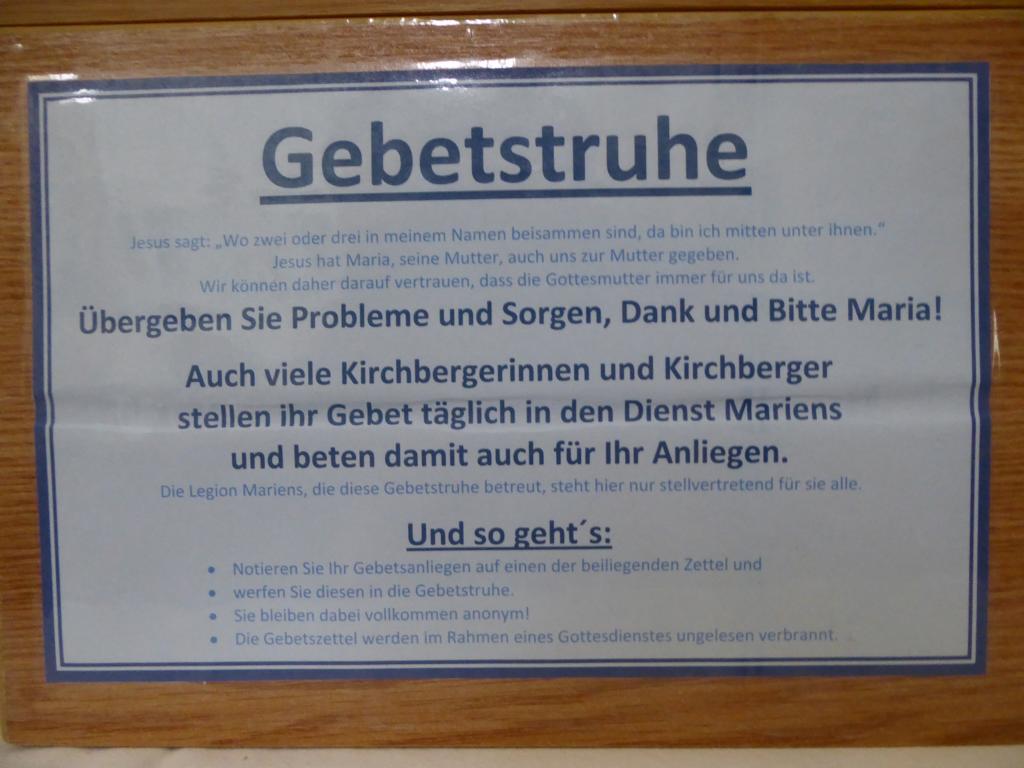 Gebetstruhe
Jesus sagt: „Wo zwei oder drei in meinem Namen beisammen sind, da bin ich mitten unter ihnen.“
Jesus hat Maria, seine Mutter, auch uns zur Mutter gegeben.
Wir können daher darauf vertrauen, dass die Gottesmutter immer für uns da ist.
Übergeben Sie Probleme und Sorgen, Dank und Bitte Maria!
Auch viele Kirchbergerinnen und Kirchberger
stellen ihr Gebet täglich in den Dienst Mariens
und beten damit auch für Ihr Anliegen.
Die Legion Mariens, die diese Gebetstruhe betreut, steht hier nur stellvertretend für sie alle.
Und so geht´s:
• Notieren Sie Ihr Gebetsanliegen auf einen der beiliegenden Zettel und
• werfen Sie diesen in die Gebetstruhe.
• Sie bleiben dabei vollkommen anonym!
• Die Gebetszettel werden im Rahmen eines Gottesdienstes ungelesen verbrannt.